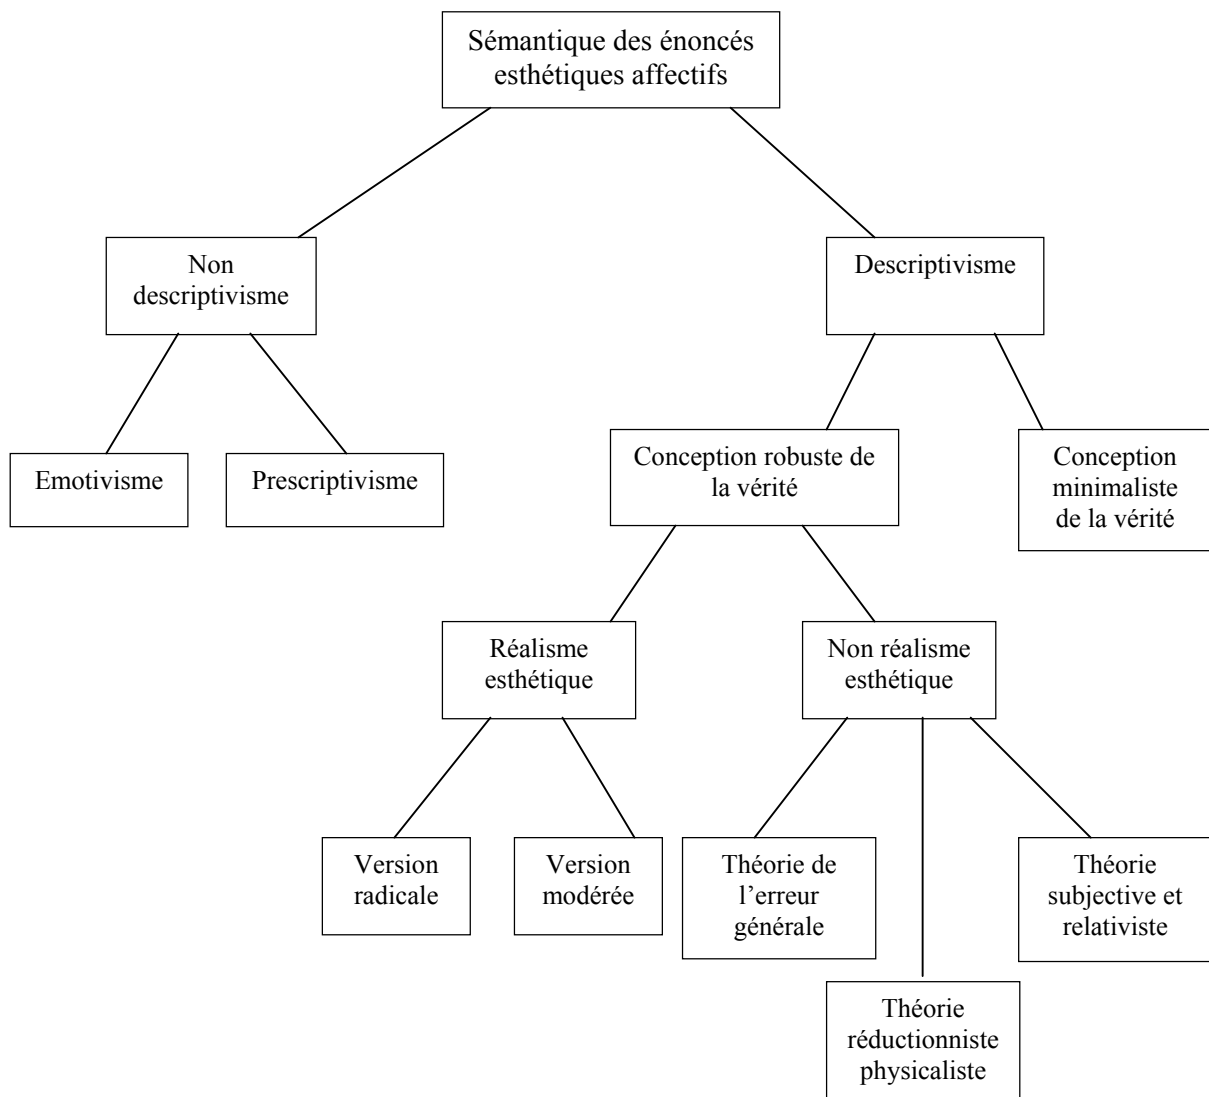 Sémantique des énoncés
esthétiques affectifs
Non
descriptivisme
Descriptivisme
Emotivisme
Prescriptivisme
Conception robuste de
la vérité
Conception
minimaliste
de la vérité
Réalisme
esthétique
Non réalisme
esthétique
Version
radicale
Version
modérée
Théorie de
l’erreur
générale
Théorie
subjective et
relativiste
Théorie
réductionniste
physicaliste